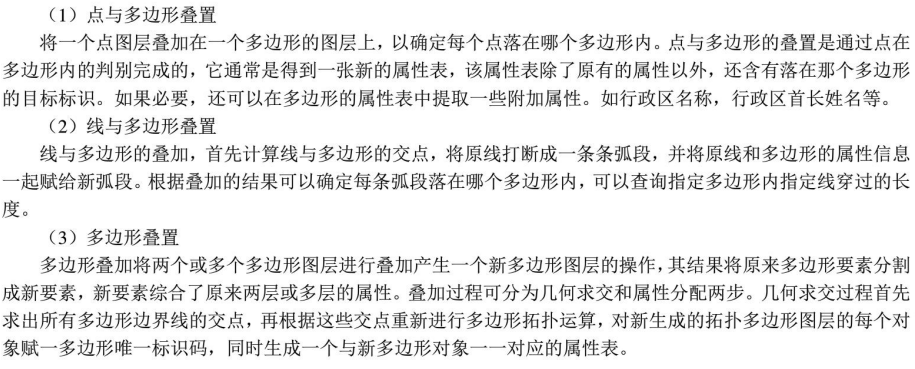 （1）点与多边形叠置
将一个点图层叠加在一个多边形的图层上，以确定每个点落在哪个多边形内。点与多边形的叠置是通过点在
多边形内的判别完成的，它通常是得到一张新的属性表，该属性表除了原有的属性以外，还含有落在那个多边形
的目标标识。如果必要，还可以在多边形的属性表中提取一些附加属性。如行政区名称，行政区首长姓名等。
（2）线与多边形叠置
线与多边形的叠加，首先计算线与多边形的交点，将原线打断成一条条弧段，并将原线和多边形的属性信息
一起赋给新弧段。根据叠加的结果可以确定每条弧段落在哪个多边形内，可以查询指定多边形内指定线穿过的长
度。
（3）多边形叠置
多边形叠加将两个或多个多边形图层进行叠加产生一个新多边形图层的操作，其结果将原来多边形要素分割
成新要素，新要素综合了原来两层或多层的属性。叠加过程可分为几何求交和属性分配两步。几何求交过程首先
求出所有多边形边界线的交点，再根据这些交点重新进行多边形拓扑运算，对新生成的拓扑多边形图层的每个对
象赋一多边形唯一标识码，同时生成一个与新多边形对象一一对应的属性表。